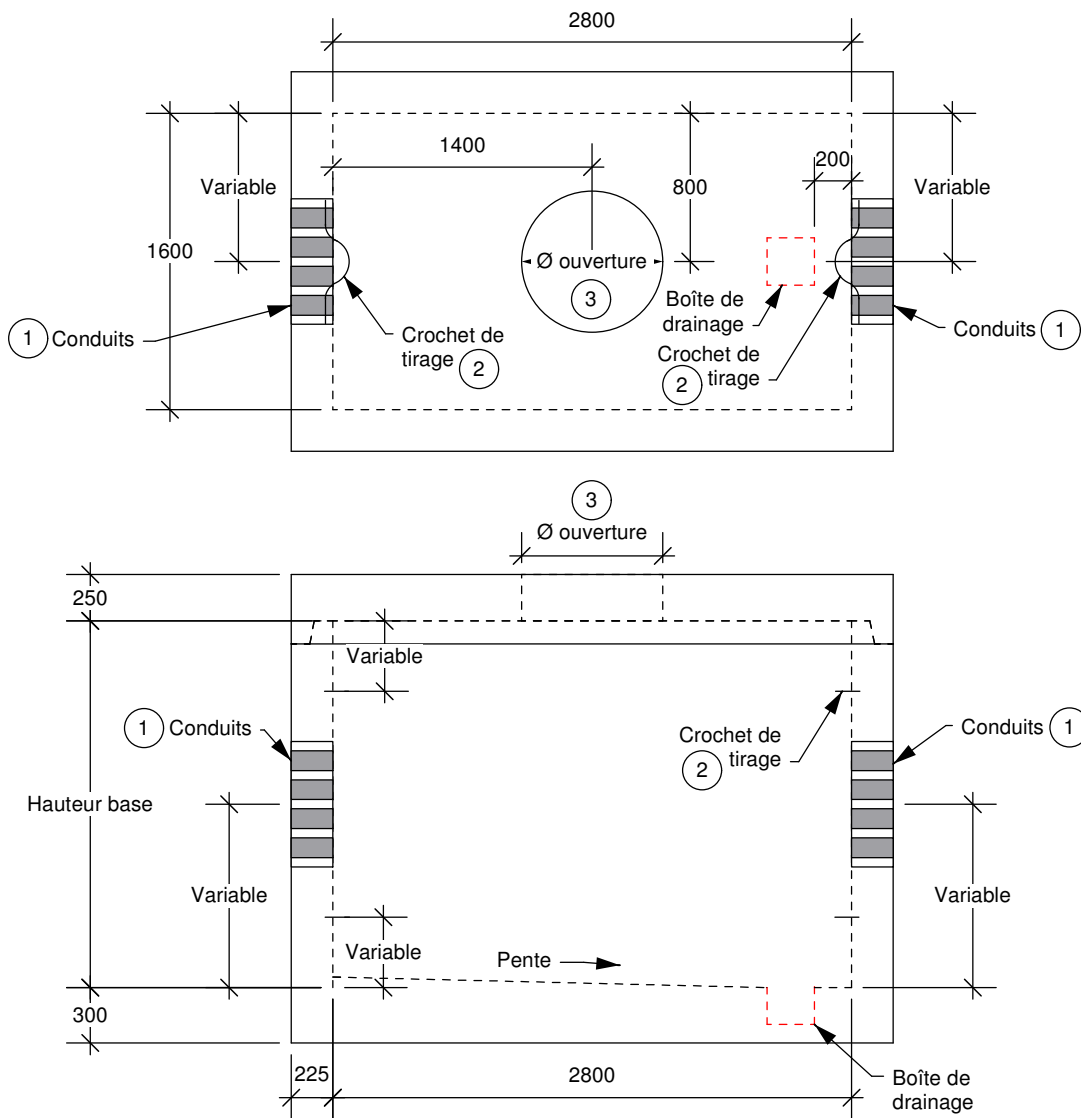 2800
1400
200
Variable
800
Variable
1600
Ø ouverture
3
Boîte de
drainage
1 Conduits
Crochet de
tirage 2
Crochet de
2 tirage
Conduits 1
3
Ø ouverture
250
Variable
1 Conduits
Crochet de
2 tirage
Conduits 1
Hauteur base
Variable
Variable
Variable
Pente
300
225
2800
Boîte de
drainage